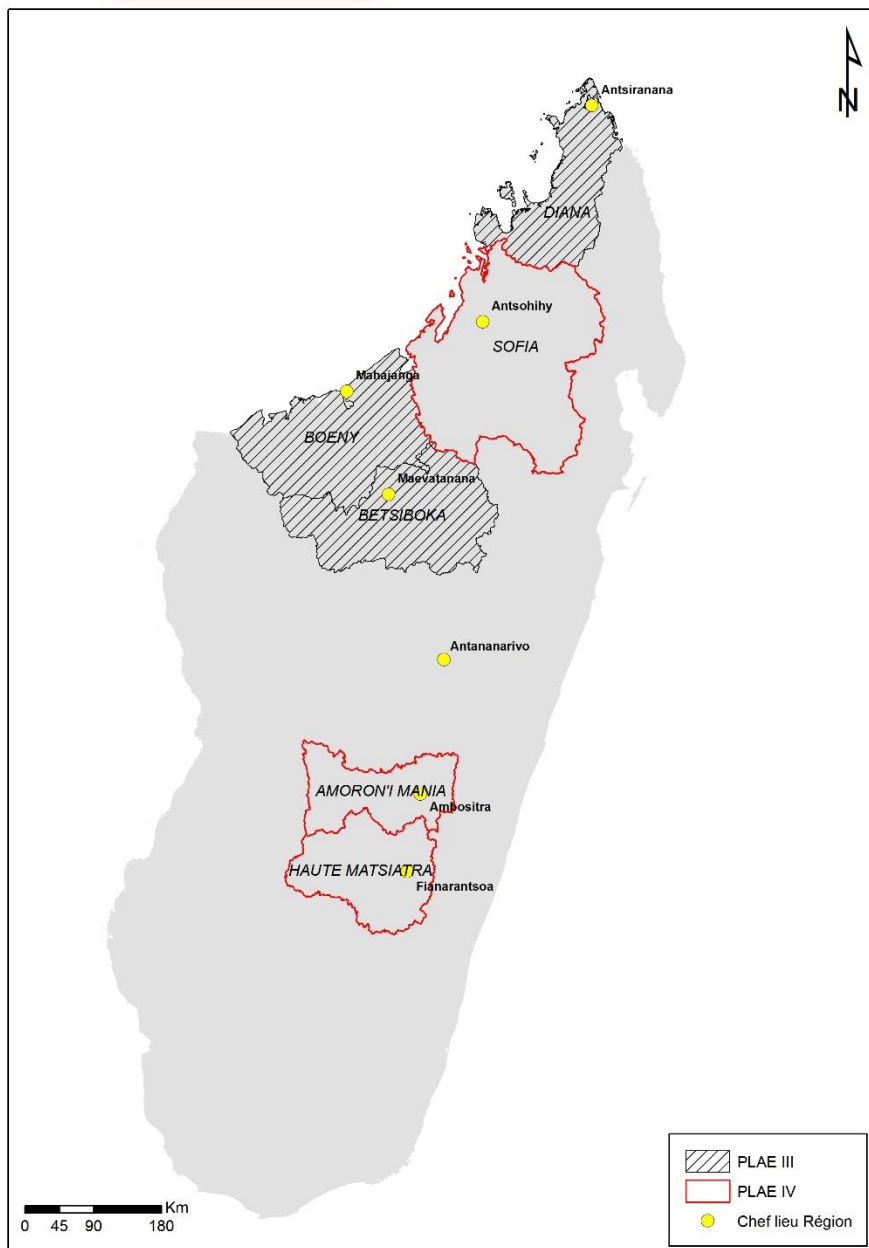 N
Antsiranana
DIANA
Antsohihy
SOFIA
Mahajanga
BOENY
Maevatanana
BETSIBOKA
Antananarivo
AMORON'I MANIA
Ambositra
HAUTE MATSIATRA
Fianarantsoa
Km
0 45 90 180
PLAE III
PLAE IV
Chef lieu Région